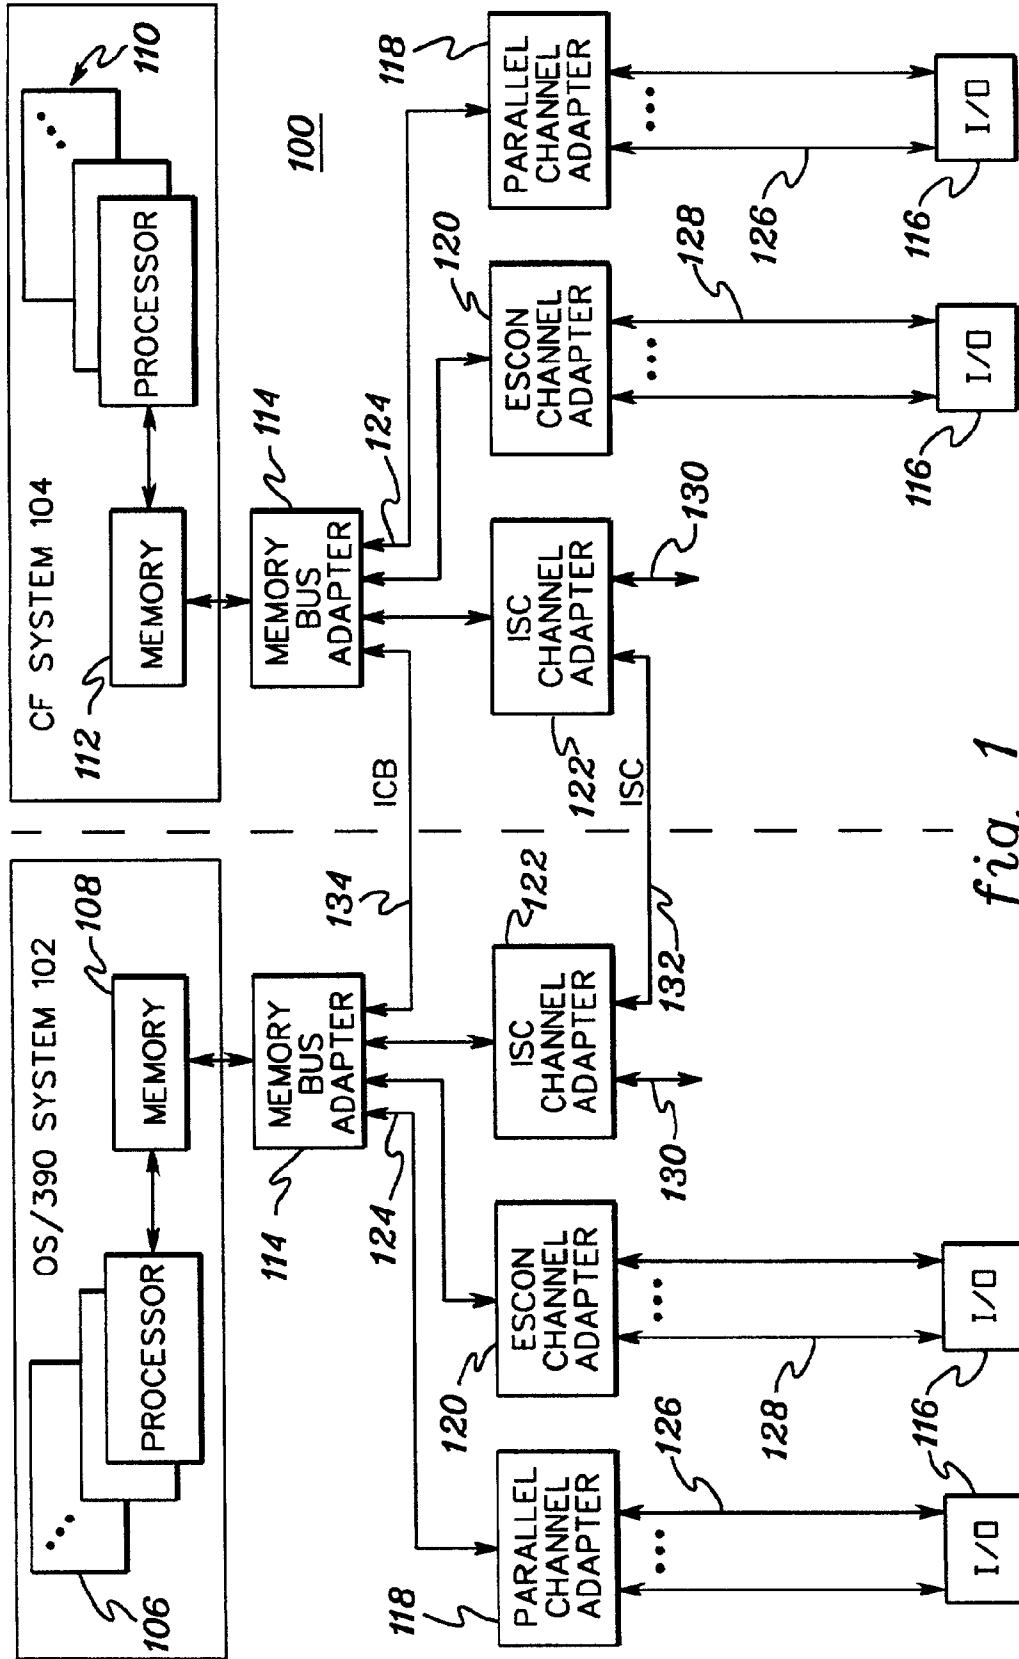 OS/390 SYSTEM 102
CF SYSTEM 104
106
PROCESSOR
MEMORY
108
112
MEMORY
PROCESSOR
110
114
MEMORY
BUS
ADAPTER
124
134
ICB
MEMORY
BUS
ADAPTER
114
124
100
118
PARALLEL
CHANNEL
ADAPTER
120
ESCON
CHANNEL
ADAPTER
ISC
CHANNEL
ADAPTER
122
122
ISC
CHANNEL
ADAPTER
ESCON
CHANNEL
ADAPTER
120
PARALLEL
CHANNEL
ADAPTER
118
126
128
130
132
ISC
130
128
126
I/O
116
I/O
116
I/O
116
I/O
116
fig. 1